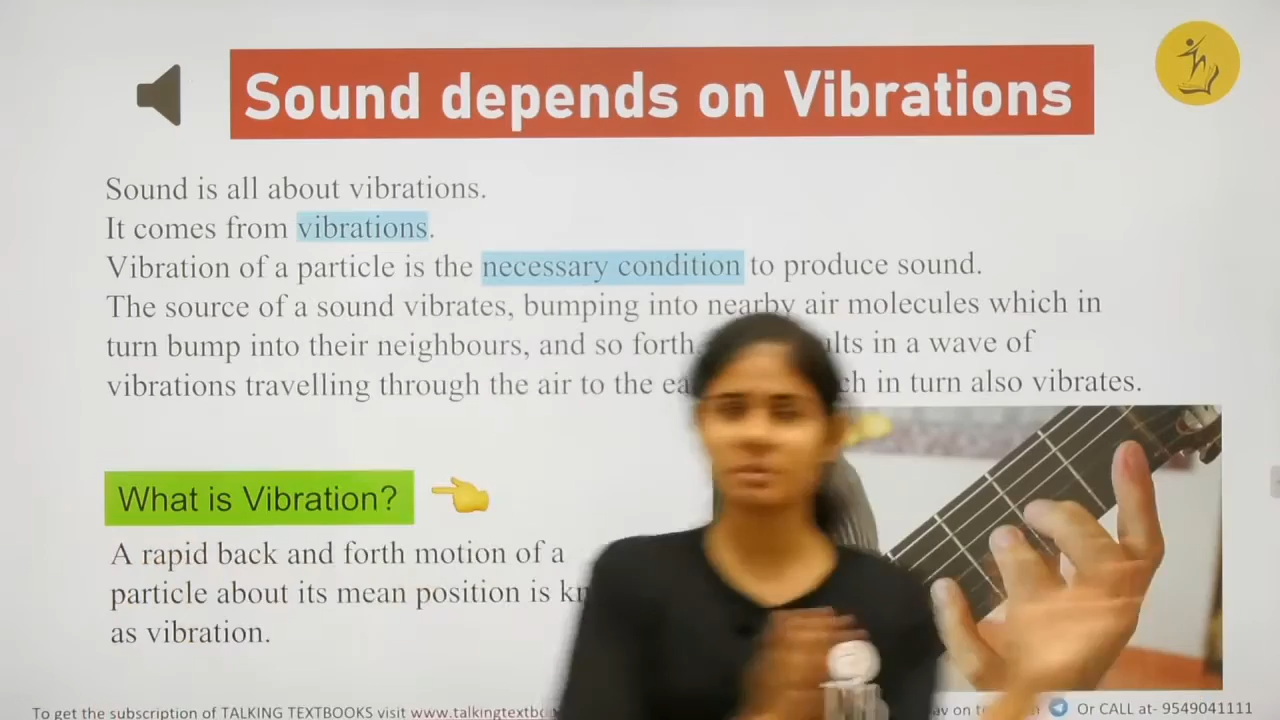 Sound depends on Vibrations
Sound is all about vibrations.
It comes from vibrations.
Vibration of a particle is the necessary condition to produce sound.
The source of a sound vibrates, bumping into nearby air molecules which in
turn bump into their neighbours, and so forth in a wave of
vibrations travelling through the air to the in turn also vibrates.
What is Vibration?
A rapid back and forth motion of a
particle about its mean position is
as vibration.
To get the subscription of TALKING TEXTBOOKS visit on Or CALL at- 9549041111